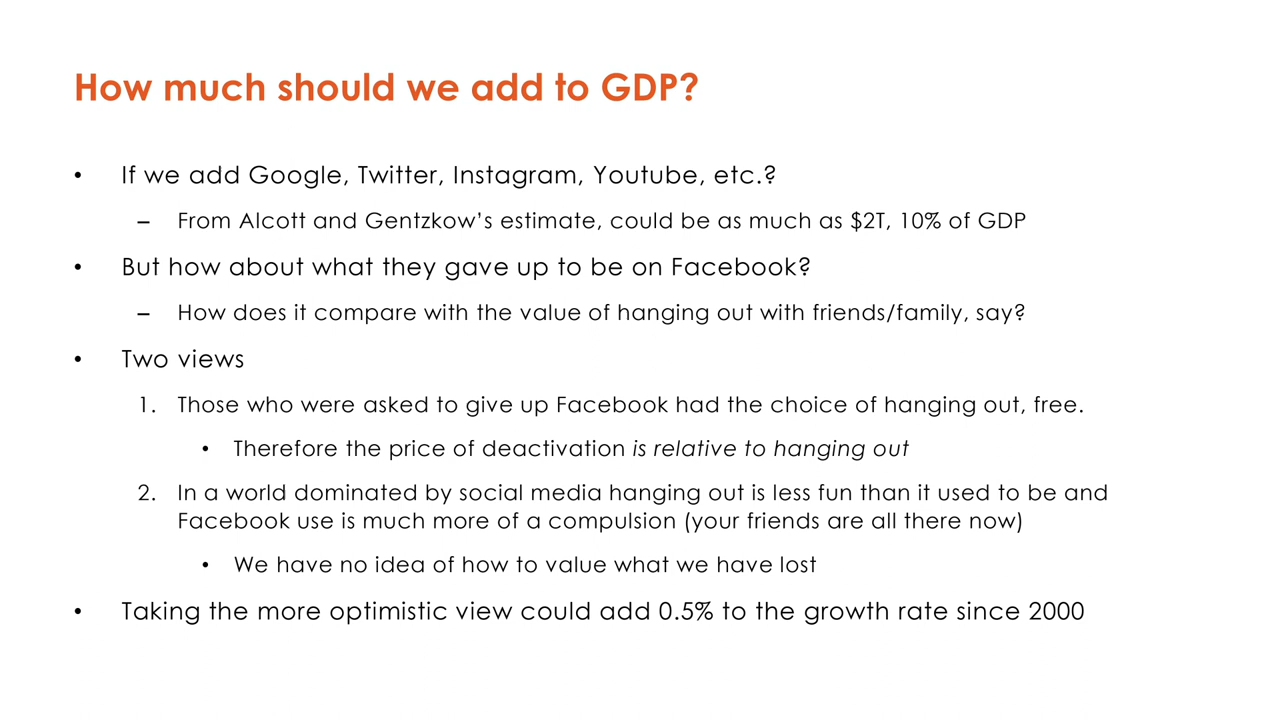 How much should we add to GDP?
• If we add Google, Twitter, Instagram, Youtube, etc.?
– From Alcott and Gentzkow's estimate, could be as much as $2T, 10% of GDP
• But how about what they gave up to be on Facebook?
– How does it compare with the value of hanging out with friends/family, say?
• Two views
1. Those who were asked to give up Facebook had the choice of hanging out, free.
• Therefore the price of deactivation is relative to hanging out
2. In a world dominated by social media hanging out is less fun than it used to be and
Facebook use is much more of a compulsion (your friends are all there now)
• We have no idea of how to value what we have lost
• Taking the more optimistic view could add 0.5% to the growth rate since 2000